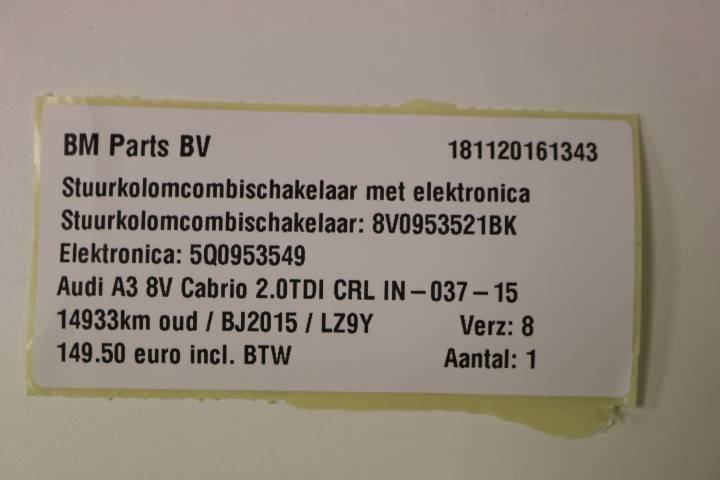 BM Parts BV 181120161343
Stuurkolomcombischakelaar met elektronica
Stuurkolomcombischakelaar: 8V0953521BK
Elektronica: 5Q0953549
Audi A3 8V Cabrio 2.0TDI CRL IN-037-15
14933km oud / BJ2015 / LZ9Y Verz: 8
149.50 euro incl. BTW Aantal: 1